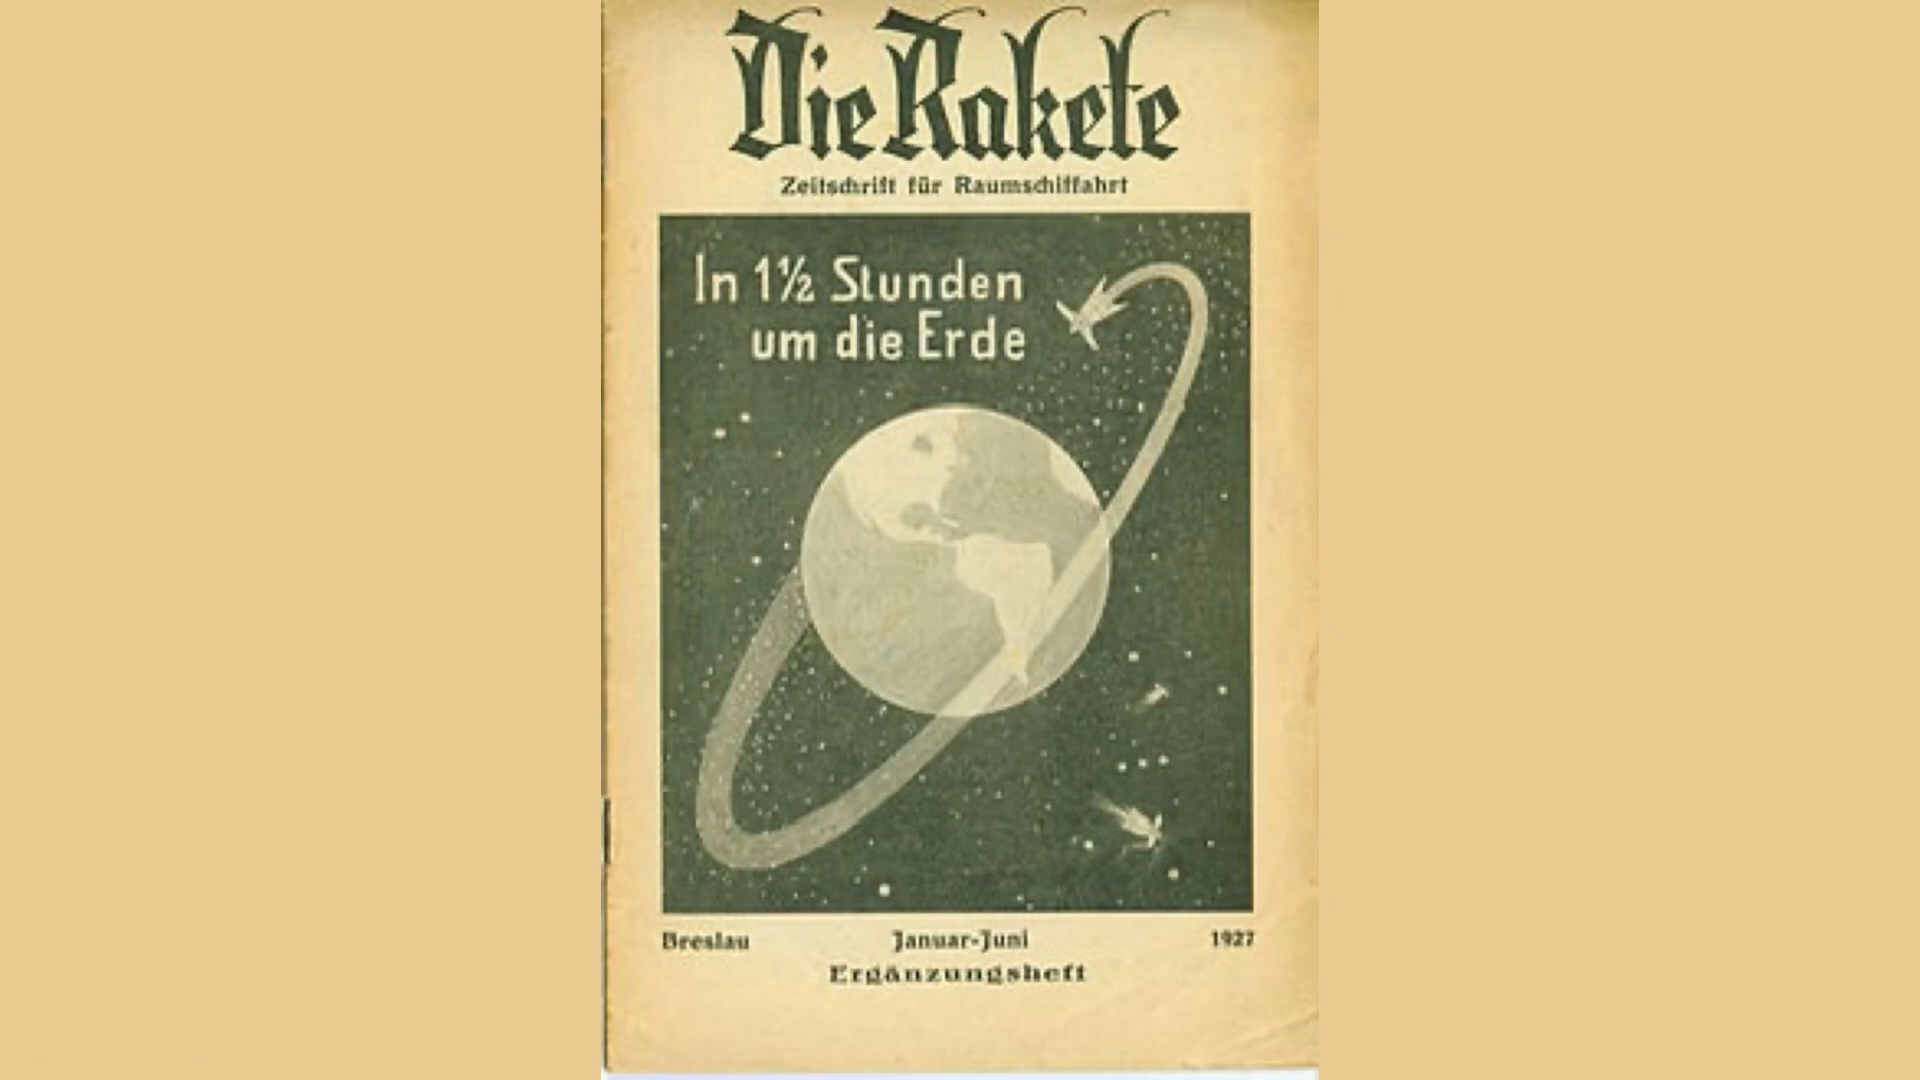 Die Rakete
Zeitschrift für Raumschiffahrt
In 1½ Stunden
um die Erde
Breslau Januar-Juni 1927
Ergänzungsheft